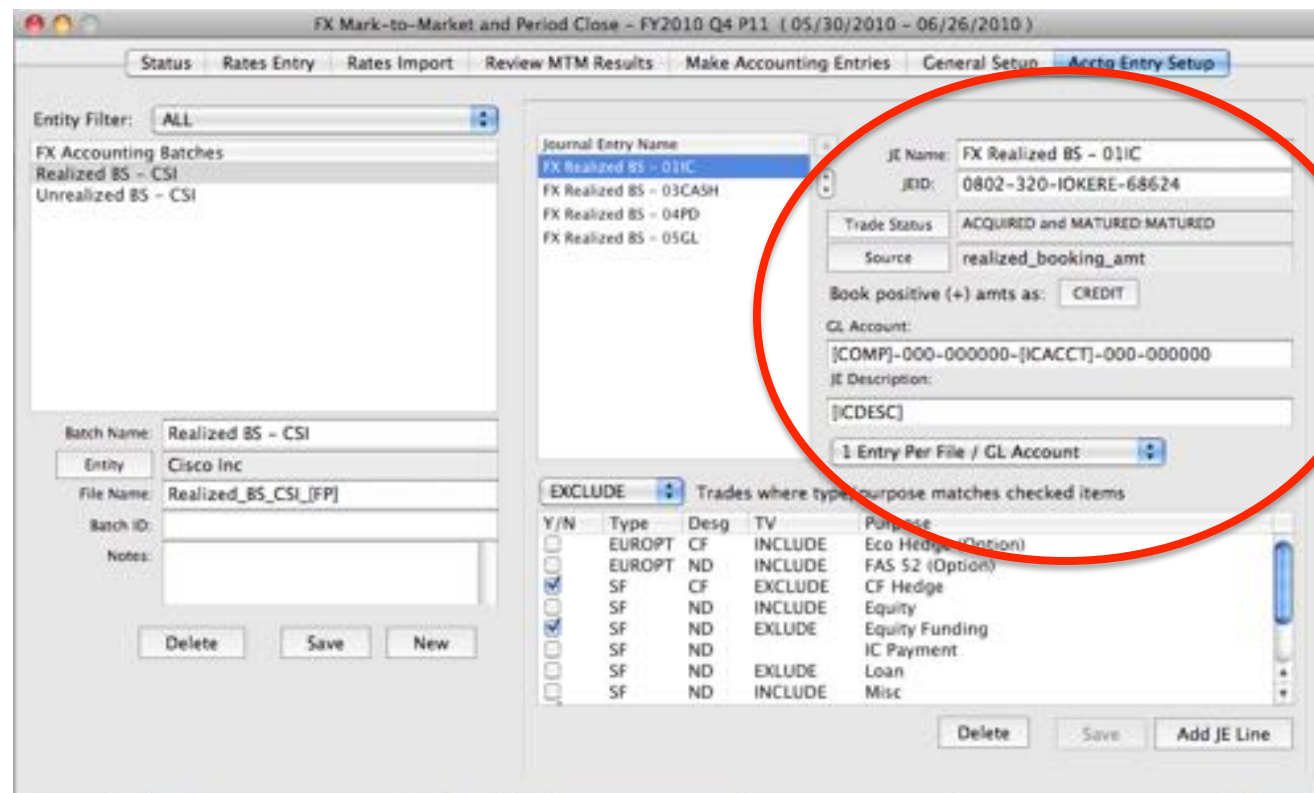 FX Mark-to-Market and Period Close - FY2010 Q4 P11 ( 05/30/2010 - 06/26/2010 )
Status Rates Entry Rates Import Review MTM Results Make Accounting Entries General Setup Acctg Entry Setup
Entity Filter: ALL
FX Accounting Batches
Realized BS - CSI
Unrealized BS - CSI
Batch Name: Realized BS - CSI
Entity Cisco Inc
File Name: Realized_BS_CSI_[FP]
Batch ID:
Notes:
Delete Save New
Journal Entry Name
FX Realized BS - 01IC
FX Realized BS - 03CASH
FX Realized BS - 04PD
FX Realized BS - 05GL
JE Name: FX Realized BS - 01IC
JEID: 0802-320-IOKERE-68624
Trade Status ACQUIRED and MATURED:MATURED
Source realized_booking_amt
Book positive (+) amts as: CREDIT
GL Account:
[COMP]-000-000000-[ICACCT]-000-000000
JE Description:
[ICDESC]
1 Entry Per File / GL Account
EXCLUDE Trades where type/purpose matches checked items
Y/N Type Desg TV Purpose
EUROPT CF INCLUDE Eco Hedge (Option)
EUROPT ND INCLUDE FAS 52 (Option)
SF CF EXCLUDE CF Hedge
SF ND INCLUDE Equity
SF ND EXLUDE Equity Funding
SF ND IC Payment
SF ND EXLUDE Loan
SF ND INCLUDE Misc
Delete Save Add JE Line